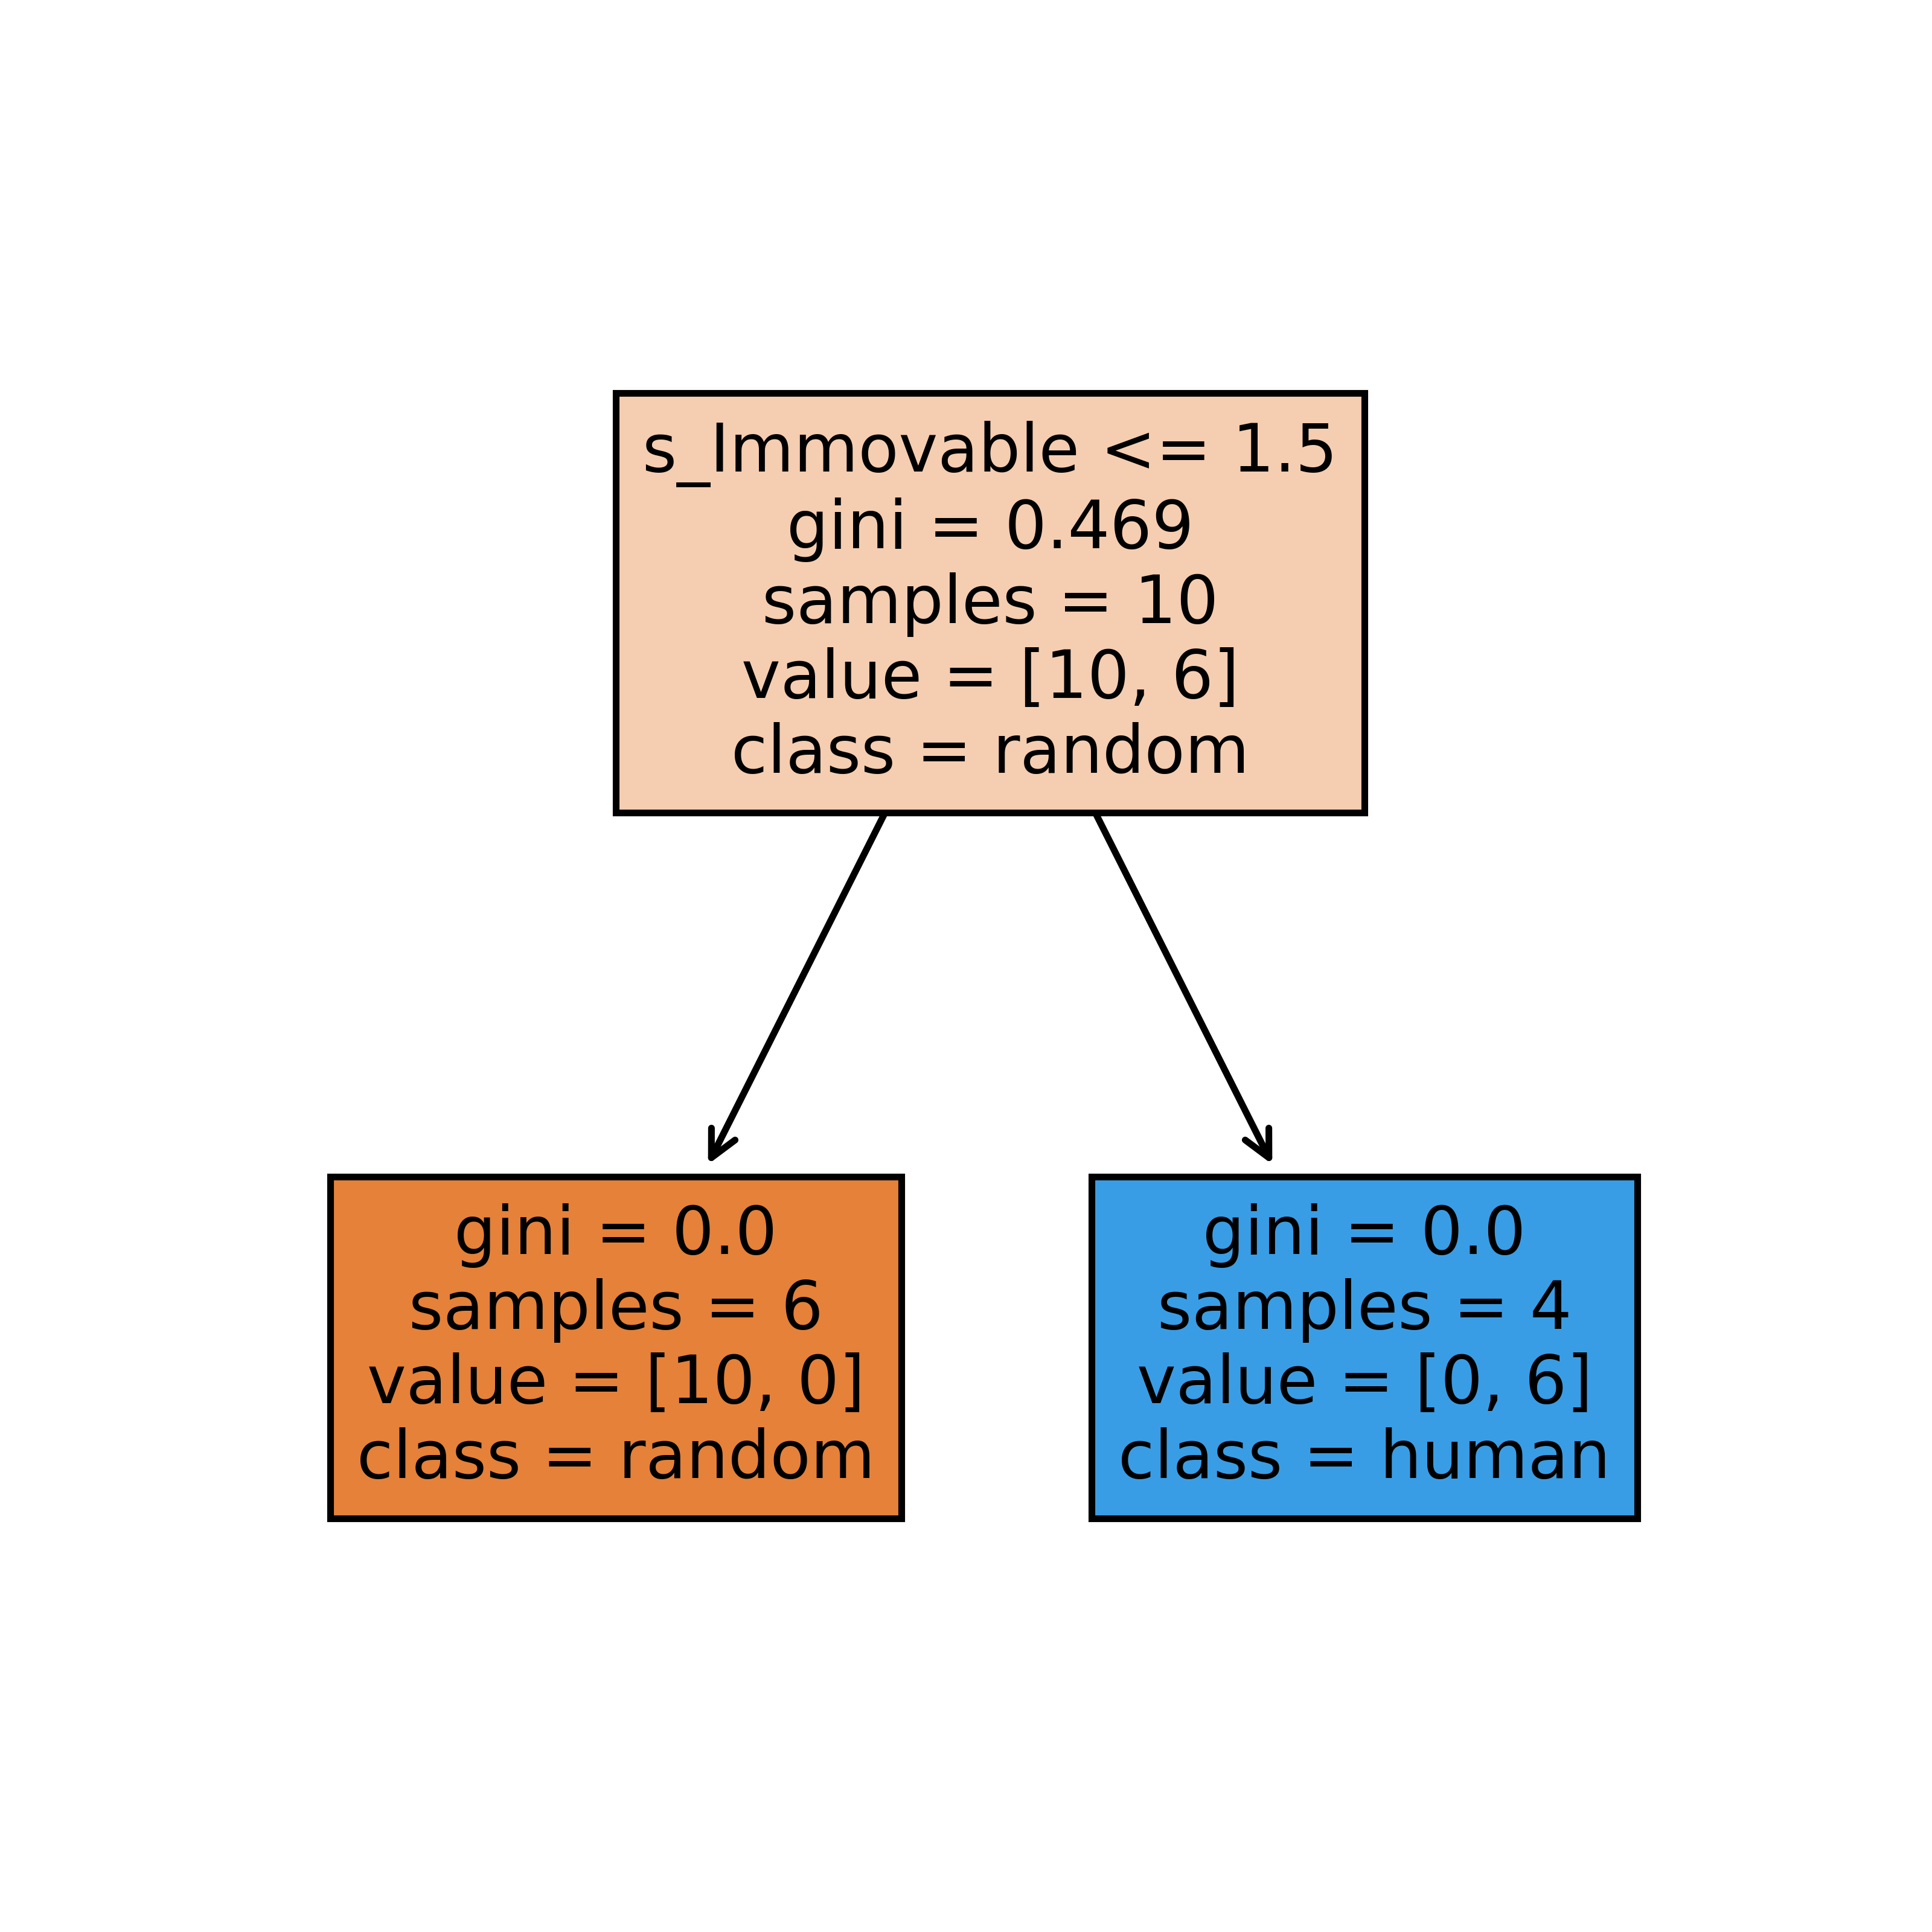 s_Immovable <= 1.5
gini = 0.469
samples = 10
value = [10, 6]
class = random
gini = 0.0
samples = 6
value = [10, 0]
class = random
gini = 0.0
samples = 4
value = [0, 6]
class = human